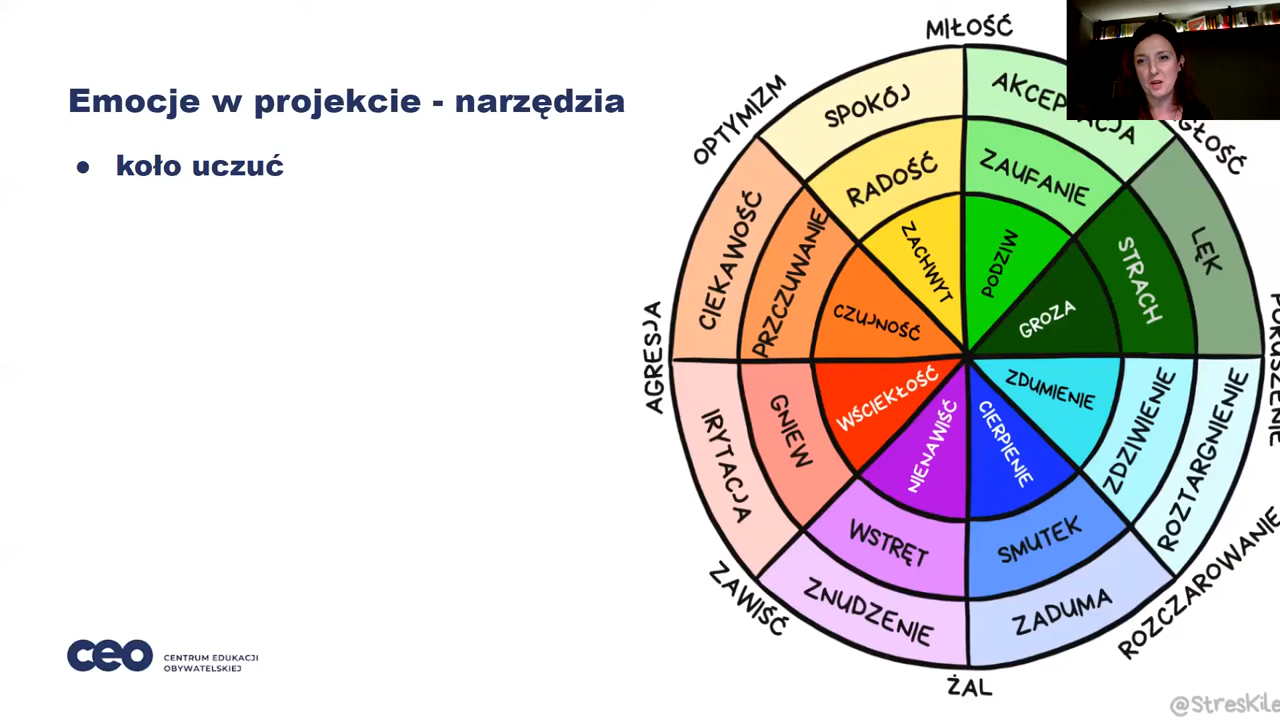 Emocje w projekcie - narzędzia
● koło uczuć
MIŁOŚĆ
OPTYMIZM
AGRESJA
ZAWIŚĆ
ŻAL
ROZCZAROWANIE
SPOKÓJ
RADOŚĆ
ZACHWYT
ZAUFANIE
PODZIW
LĘK
STRACH
GROZA
ROZTARGNIENIE
ZDZIWIENIE
ZDUMIENIE
ZADUMA
SMUTEK
CIERPIENIE
ZNUDZENIE
WSTRĘT
NIENAWIŚĆ
IRYTACJA
GNIEW
WŚCIEKŁOŚĆ
CIEKAWOŚĆ
PRZCZUWANIE
CZUJNOŚĆ
ceo CENTRUM EDUKACJI
OBYWATELSKIEJ